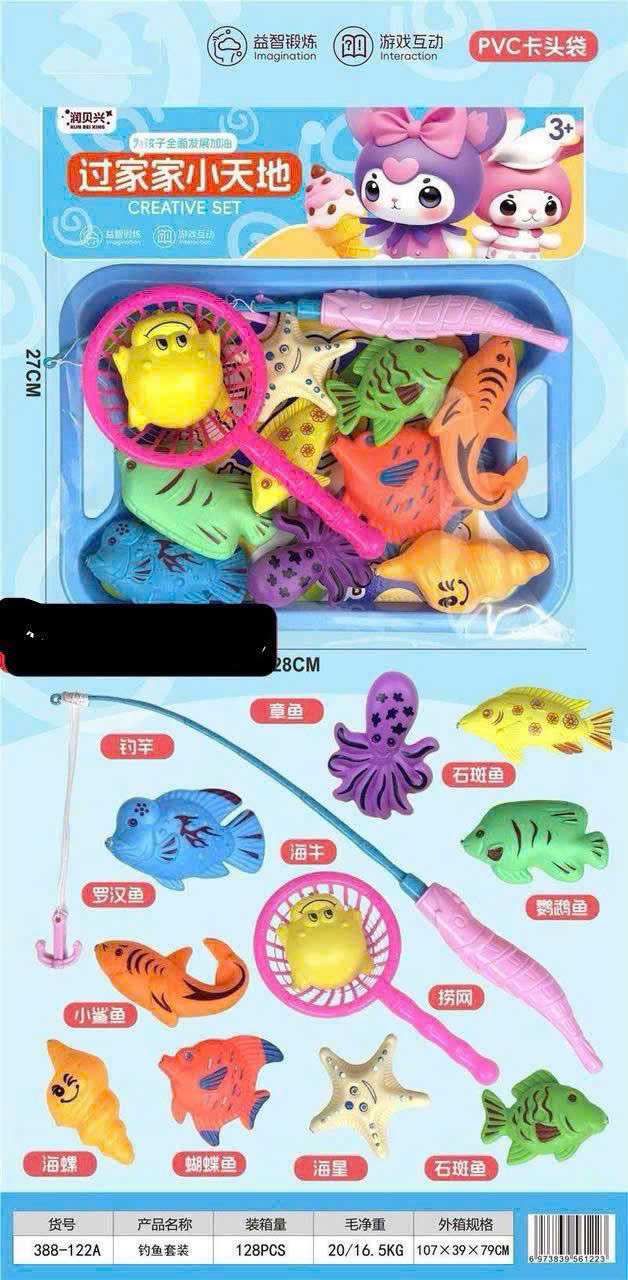 益智锻炼
Imagination
游戏互动
Interaction
PVC卡头袋
润贝兴
RUN BEI XING
为孩子全面发展加油
3+
过家家小天地
CREATIVE SET
益智锻炼
Imagination
游戏互动
Interaction
27CM
28CM
章鱼
钓竿
石斑鱼
海牛
罗汉鱼
鹦鹉鱼
捞网
小鲨鱼
海螺
蝴蝶鱼
海星
石斑鱼
货号 产品名称 装箱量 毛净重 外箱规格
388-122A 钓鱼套装 128PCS 20/16.5KG 107×39×79CM
6973839561223